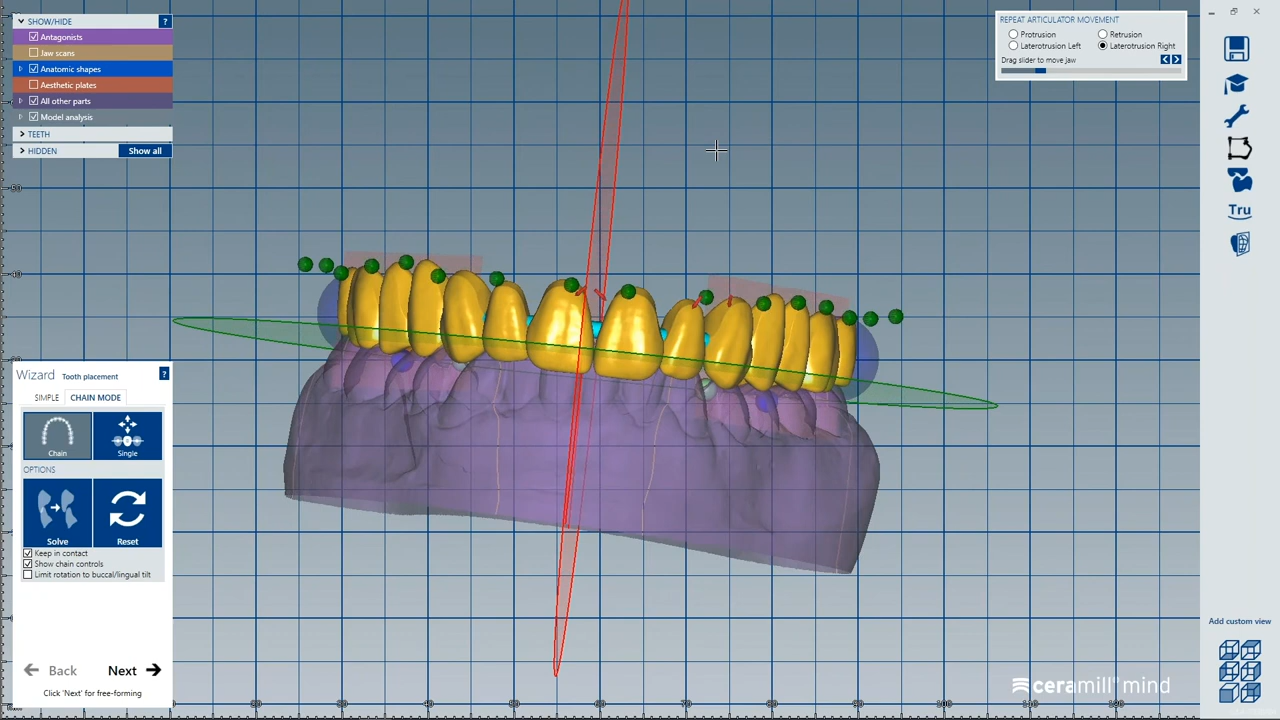 SHOW/HIDE ?
Antagonists
Jaw scans
Anatomic shapes
Aesthetic plates
All other parts
Model analysis
TEETH
HIDDEN Show all
REPEAT ARTICULATOR MOVEMENT
Protrusion Retrusion
Laterotrusion Left Laterotrusion Right
Drag slider to move jaw
Tru
Wizard Tooth placement ?
SIMPLE CHAIN MODE
Chain Single
OPTIONS
Solve Reset
Keep in contact
Show chain controls
Limit rotation to buccal/lingual tilt
Back Next
Click 'Next' for free-forming
Add custom view
ceramill mind